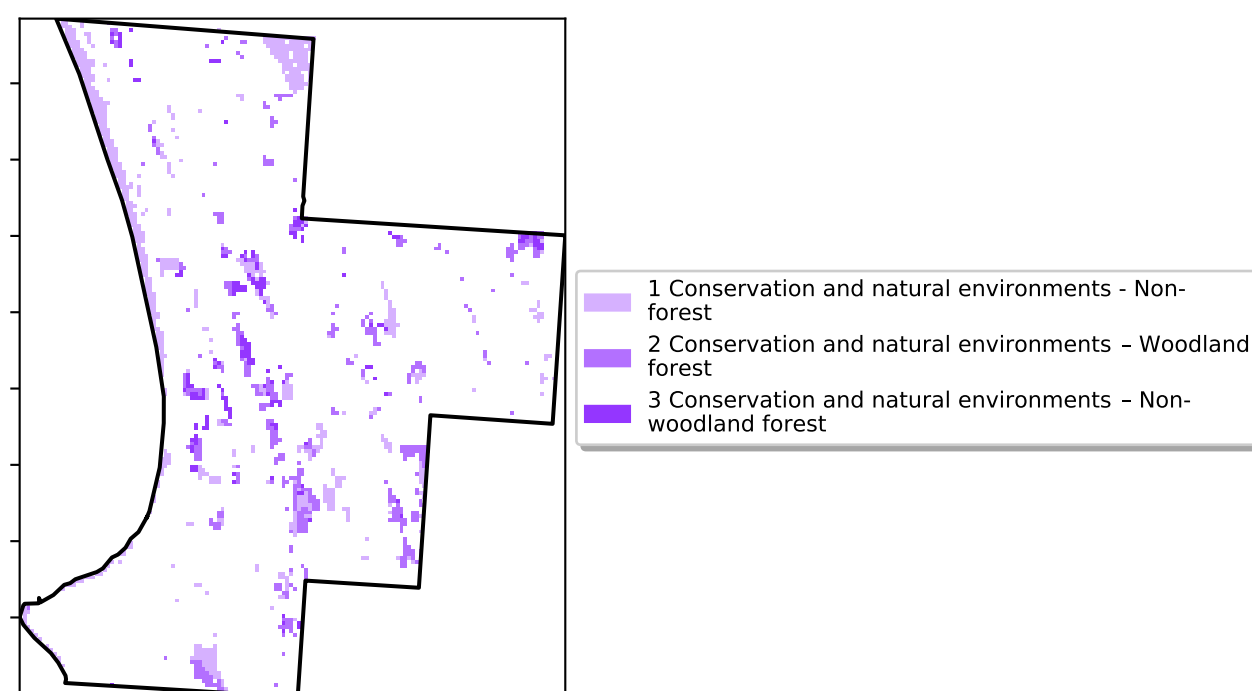 1 Conservation and natural environments - Non-
forest
2 Conservation and natural environments – Woodland
forest
3 Conservation and natural environments – Non-
woodland forest